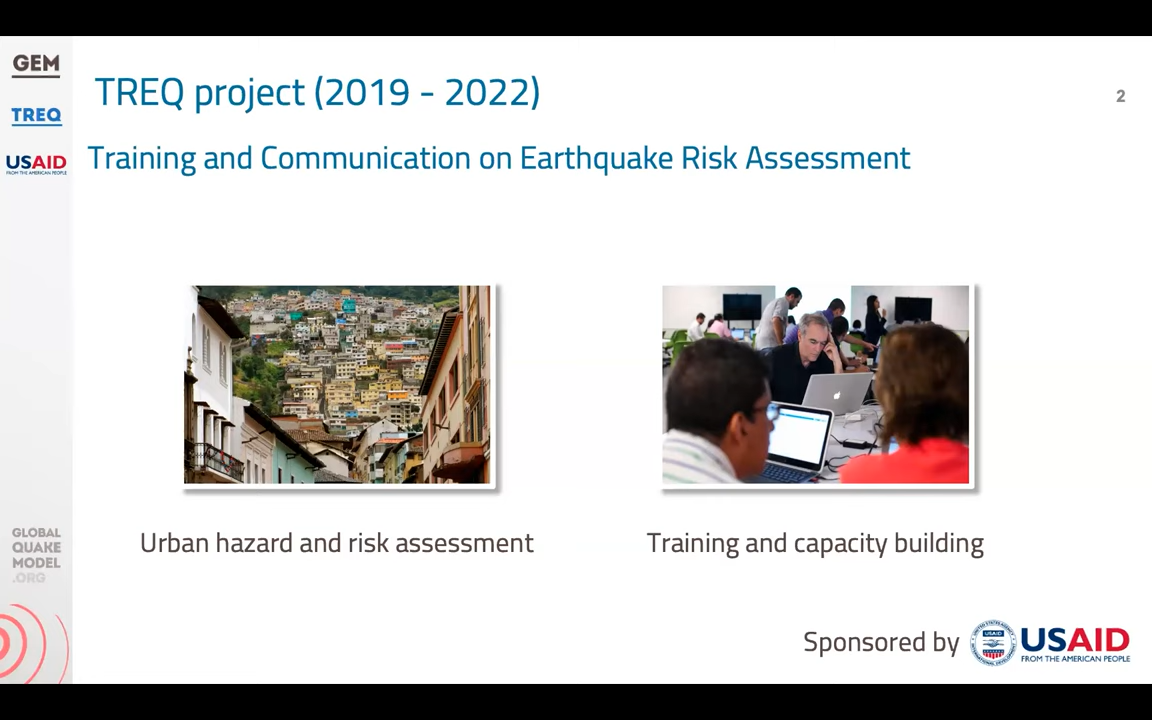 GEM
TREQ
USAID
FROM THE AMERICAN PEOPLE
TREQ project (2019 - 2022)
2
Training and Communication on Earthquake Risk Assessment
Urban hazard and risk assessment
Training and capacity building
GLOBAL
QUAKE
MODEL
.ORG
Sponsored by
USAID
USAID
FROM THE AMERICAN PEOPLE